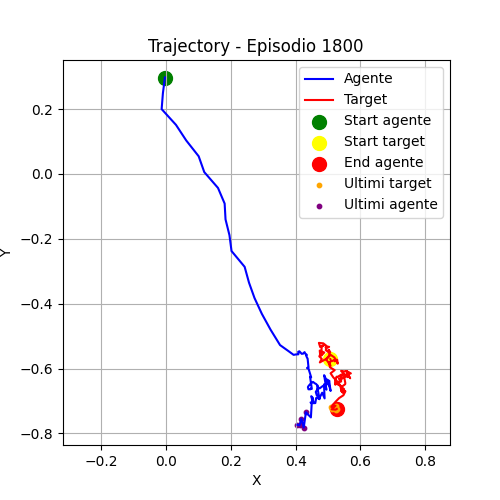 Trajectory - Episodio 1800
Agente
Target
Start agente
Start target
End agente
Ultimi target
Ultimi agente
0.2
0.0
−0.2
−0.4
−0.6
−0.8
Y
−0.2
0.0
0.2
0.4
0.6
0.8
X